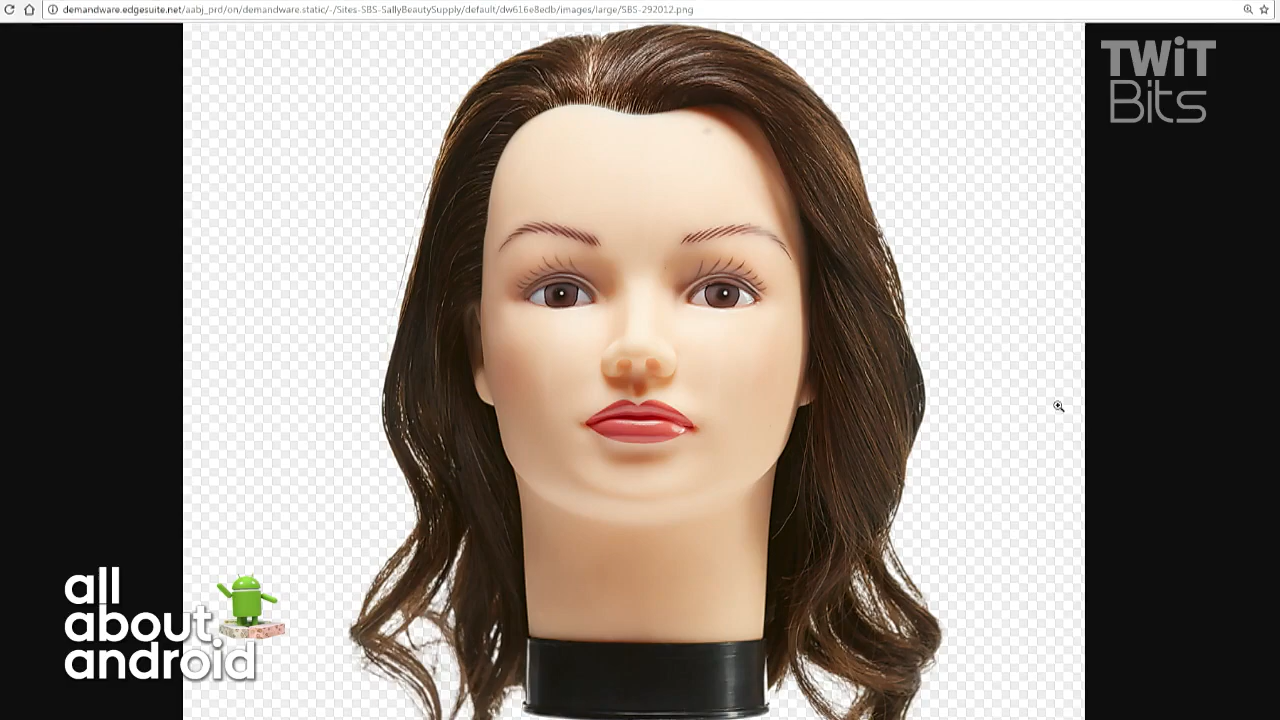 demandware.edgesuite.net/aabj_prd/on/demandware.static/-/Sites-SBS-SallyBeautySupply/default/dw616e8edb/images/large/SBS-292012.png
TWiT
Bits
all
about
android